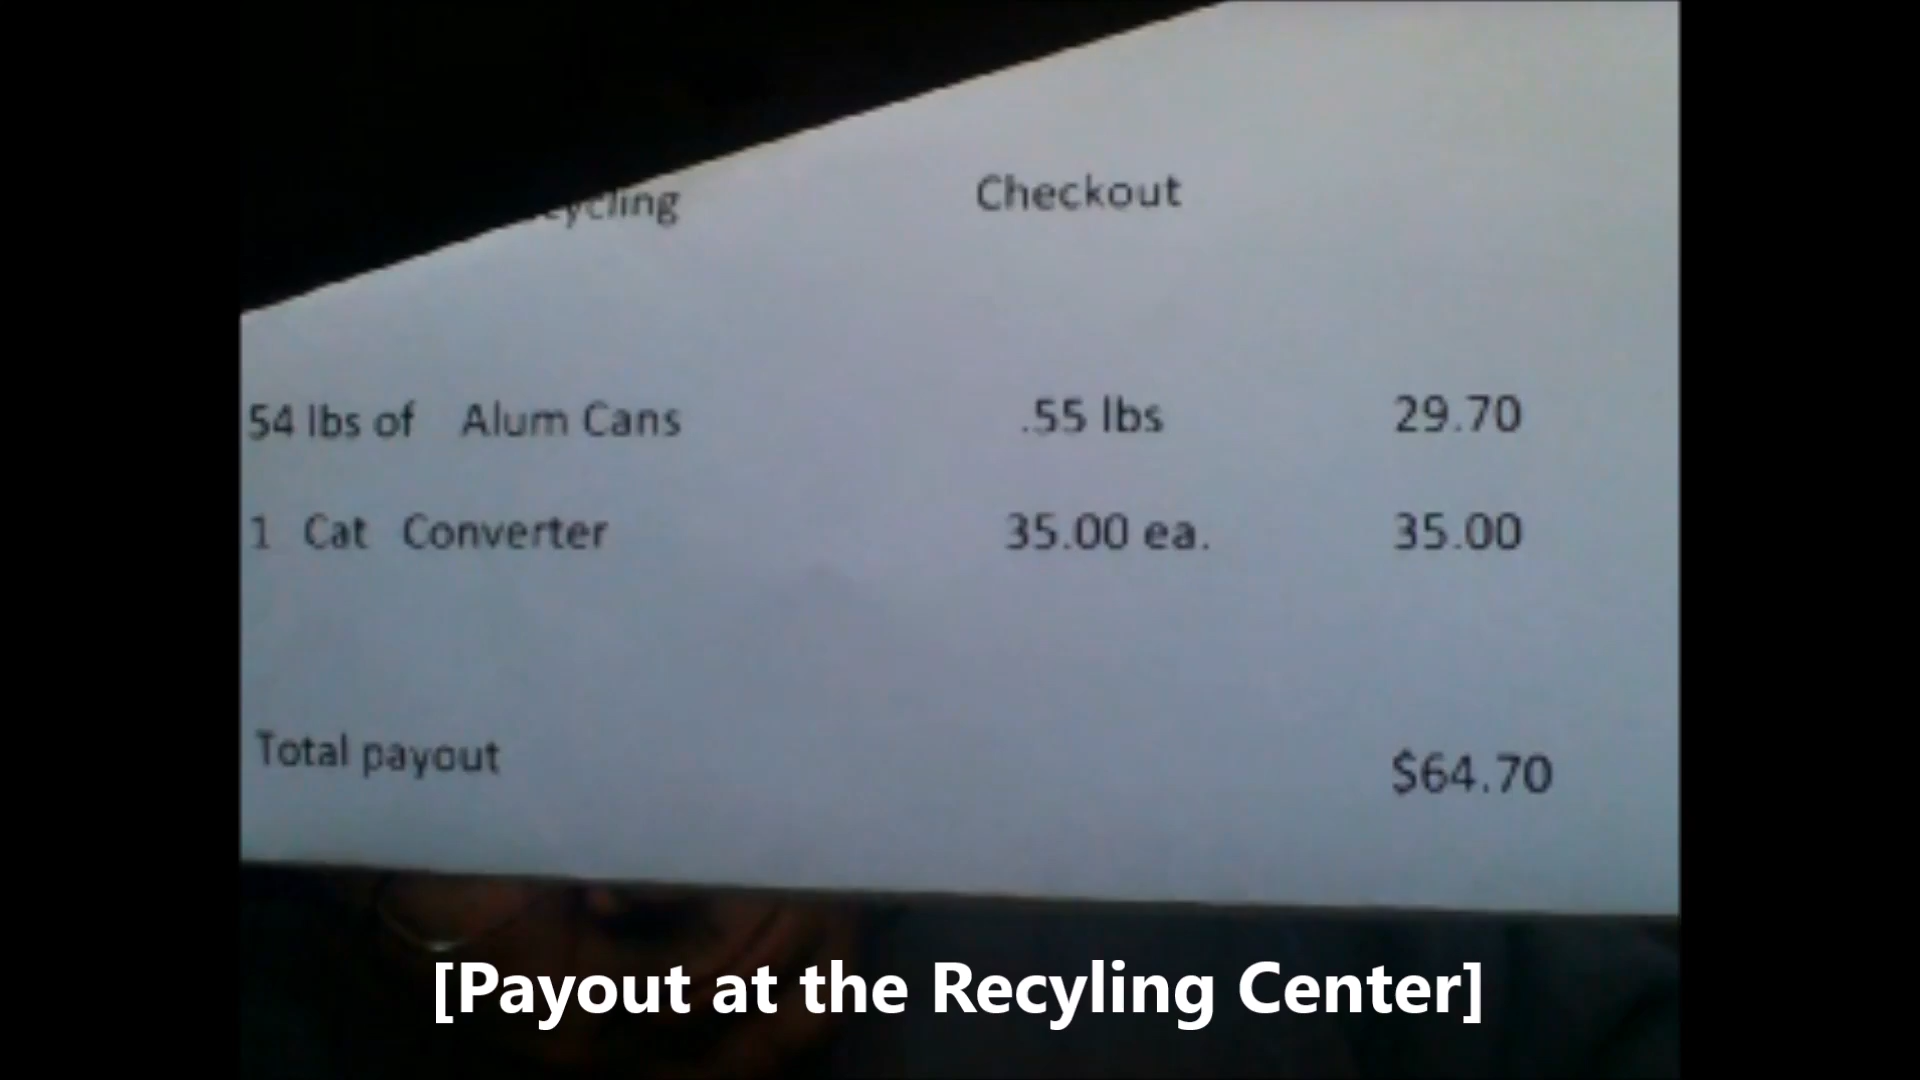 Checkout
54 lbs of Alum Cans .55 lbs 29.70
1 Cat Converter 35.00 ea. 35.00
Total payout $64.70
[Payout at the Recyling Center]